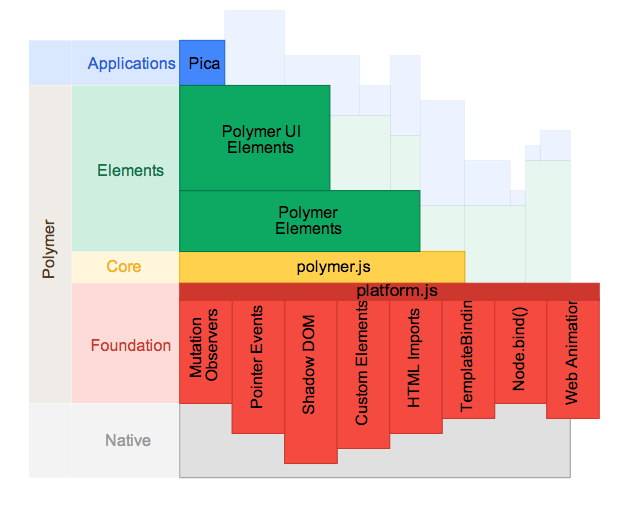 Applications
Pica
Polymer
Elements
Polymer UI
Elements
Polymer
Elements
Core
polymer.js
platform.js
Foundation
Mutation
Observers
Pointer Events
Shadow DOM
Custom Elements
HTML Imports
TemplateBindin
Node.bind()
Web Animation
Native